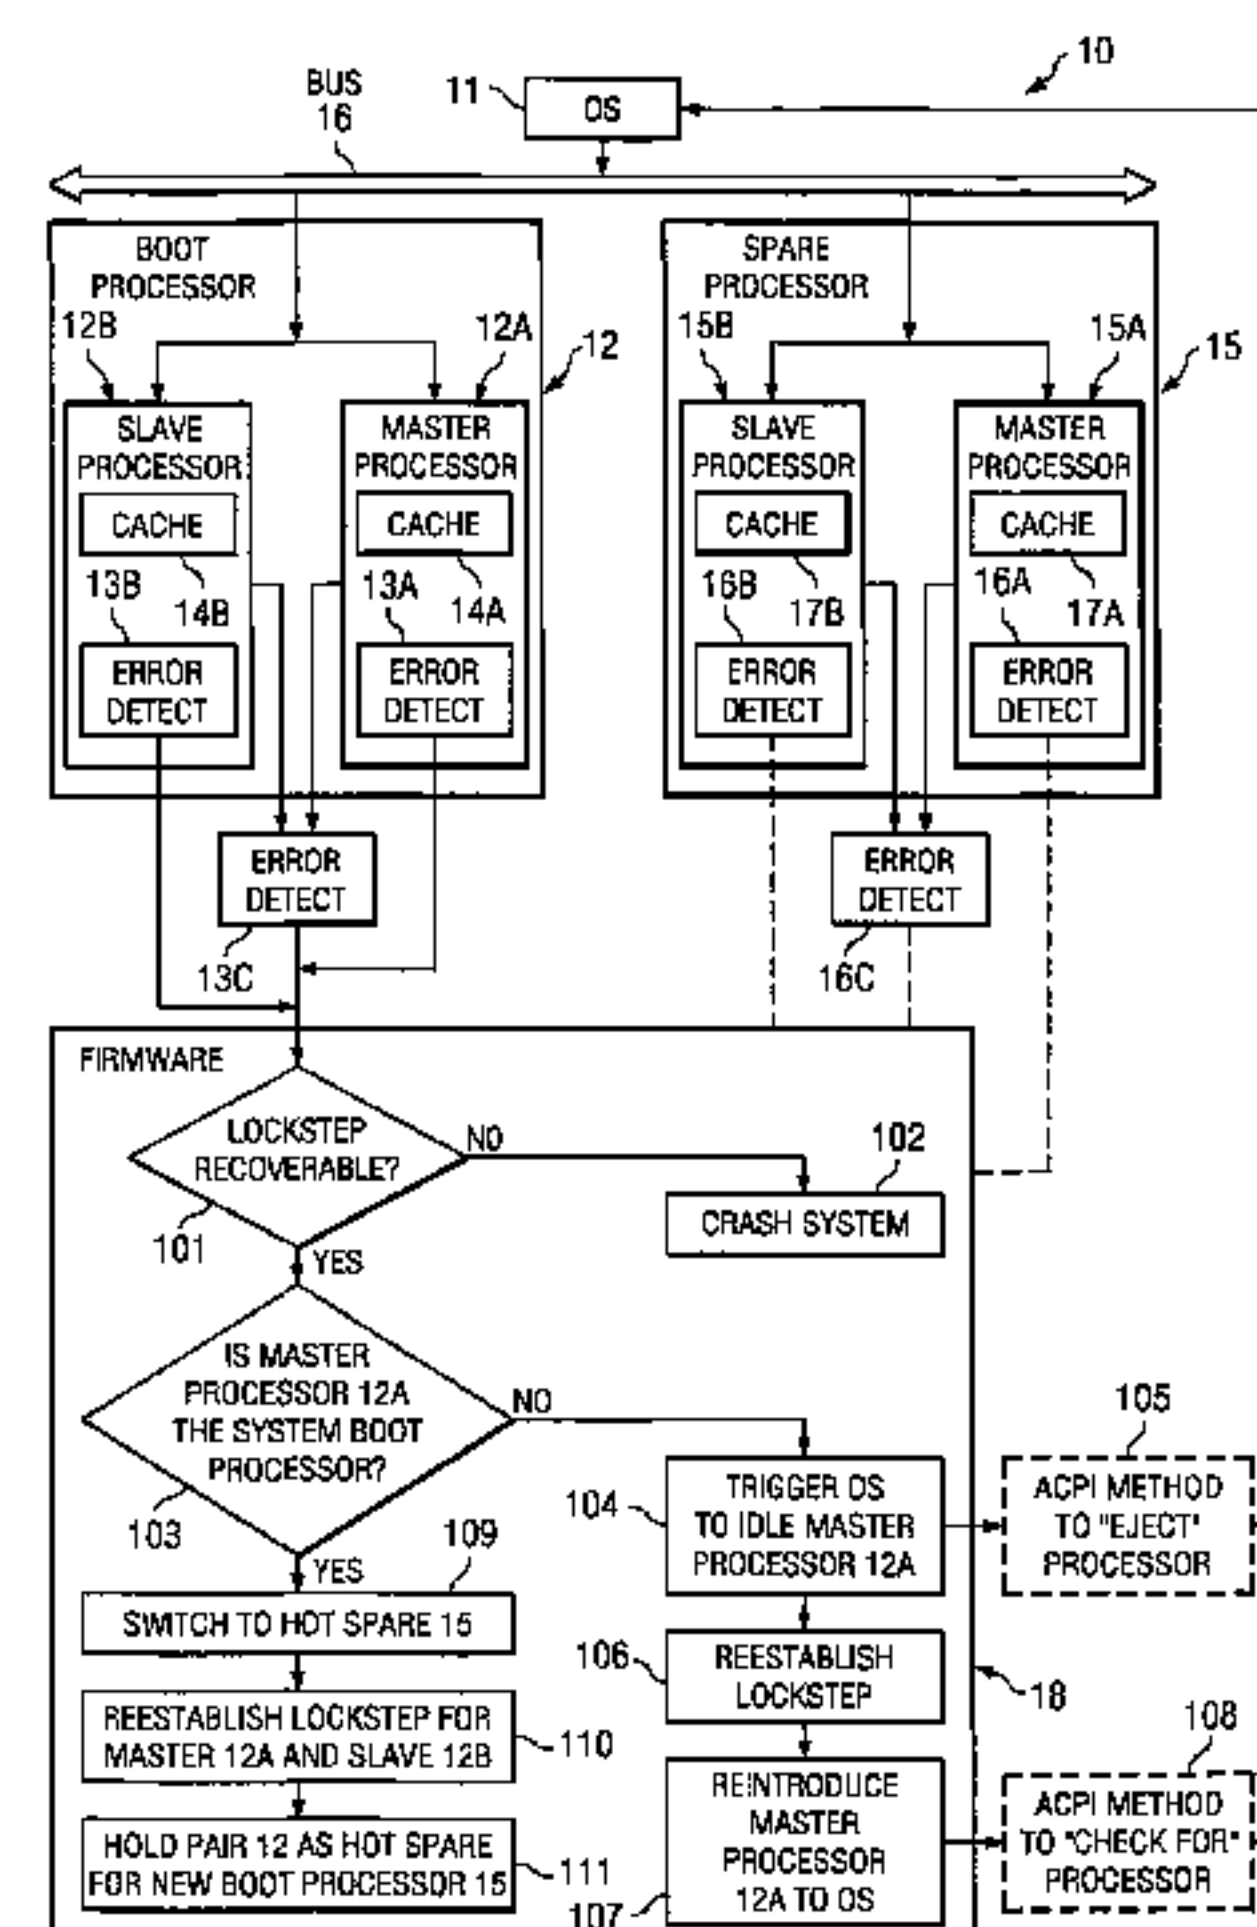 10
11
OS
BUS
16
BOOT
PROCESSOR
SPARE
PROCESSOR
12B
12A
12
15B
15A
15
SLAVE
PROCESSOR
MASTER
PROCESSOR
SLAVE
PROCESSOR
MASTER
PROCESSOR
CACHE
CACHE
CACHE
CACHE
13B
14B
13A
14A
16B
17B
16A
17A
ERROR
DETECT
ERROR
DETECT
ERROR
DETECT
ERROR
DETECT
ERROR
DETECT
ERROR
DETECT
13C
16C
FIRMWARE
LOCKSTEP
RECOVERABLE?
NO
102
CRASH SYSTEM
101
YES
IS MASTER
PROCESSOR 12A
THE SYSTEM BOOT
PROCESSOR?
NO
103
YES
104
TRIGGER OS
TO IDLE MASTER
PROCESSOR 12A
105
ACPI METHOD
TO "EJECT"
PROCESSOR
109
SWITCH TO HOT SPARE 15
106
REESTABLISH
LOCKSTEP
18
REESTABLISH LOCKSTEP FOR
MASTER 12A AND SLAVE 12B
110
REINTRODUCE
MASTER
PROCESSOR
12A TO OS
107
108
ACPI METHOD
TO "CHECK FOR"
PROCESSOR
HOLD PAIR 12 AS HOT SPARE
FOR NEW BOOT PROCESSOR 15
111